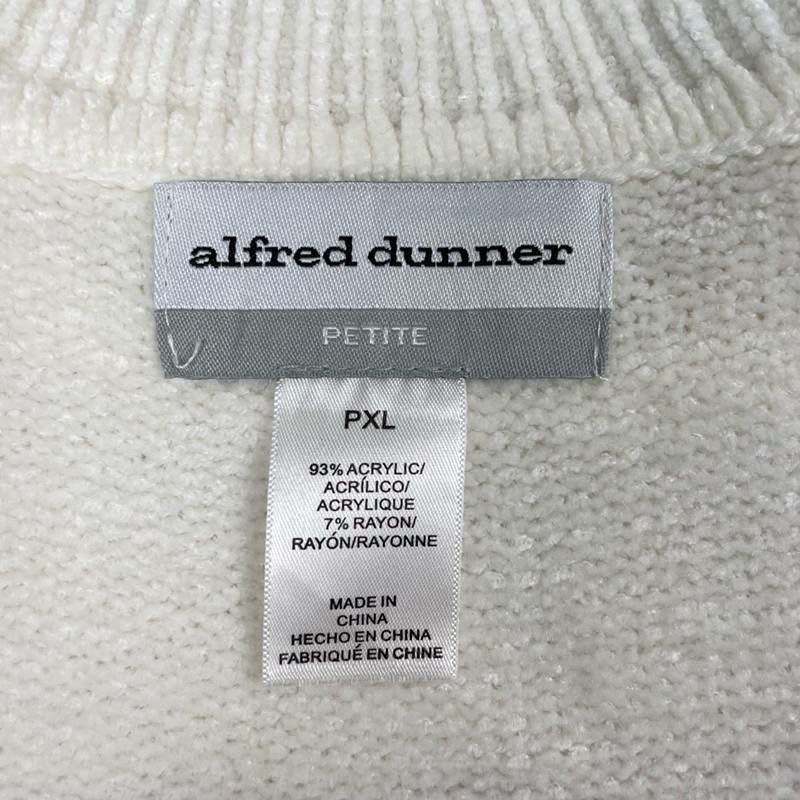 alfred dunner
PETITE
PXL
93% ACRYLIC/
ACRÍLICO/
ACRYLIQUE
7% RAYON/
RAYÓN/RAYONNE
MADE IN
CHINA
HECHO EN CHINA
FABRIQUÉ EN CHINE